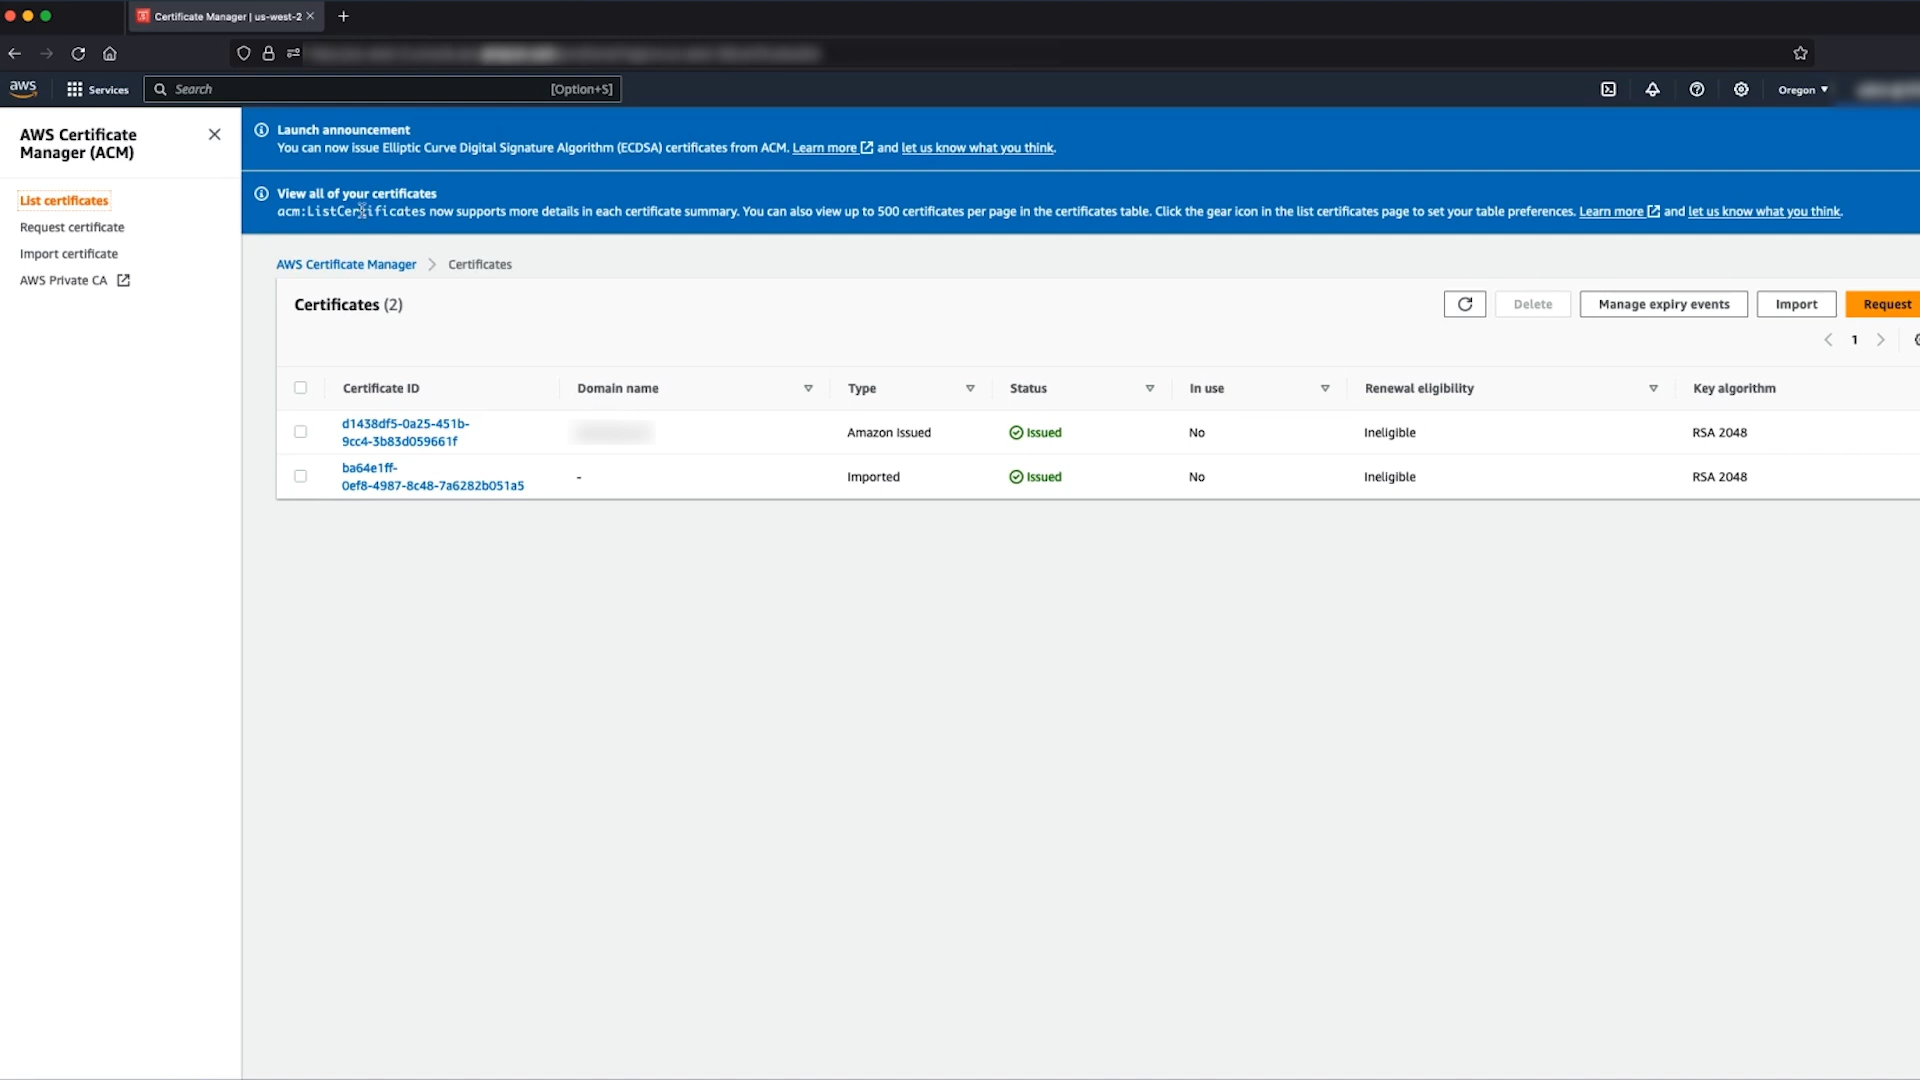 Certificate Manager | us-west-2
aws
Services
Search
[Option+S]
Oregon
AWS Certificate
Manager (ACM)
List certificates
Request certificate
Import certificate
AWS Private CA
Launch announcement
You can now issue Elliptic Curve Digital Signature Algorithm (ECDSA) certificates from ACM. Learn more and let us know what you think.
View all of your certificates
acm:ListCertificates now supports more details in each certificate summary. You can also view up to 500 certificates per page in the certificates table. Click the gear icon in the list certificates page to set your table preferences. Learn more and let us know what you think.
AWS Certificate Manager
Certificates
Certificates (2)
Delete
Manage expiry events
Import
Request
1
Certificate ID
Domain name
Type
Status
In use
Renewal eligibility
Key algorithm
d1438df5-0a25-451b-
9cc4-3b83d059661f
Amazon Issued
Issued
No
Ineligible
RSA 2048
ba64e1ff-
0ef8-4987-8c48-7a6282b051a5
-
Imported
Issued
No
Ineligible
RSA 2048